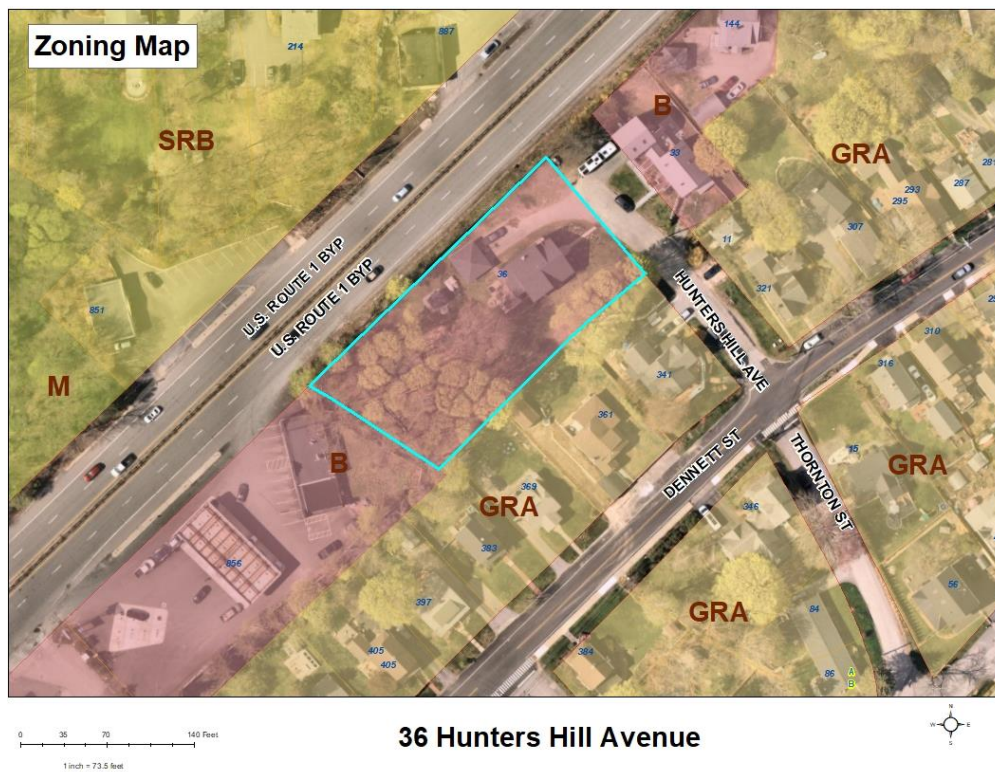 Zoning Map
214
887
144
SRB
B
33
GRA
281
287
293
295
307
11
321
36
U.S. ROUTE 1 BYP
U.S. ROUTE 1 BYP
HUNTERS HILL AVE
851
M
310
316
341
361
B
DENNETT ST
THORNTON ST
15
GRA
369
GRA
346
383
856
397
GRA
84
56
405
405
384
86
A
B
0 35 70 140 Feet
1 inch = 73.5 feet
36 Hunters Hill Avenue
N
W E
S